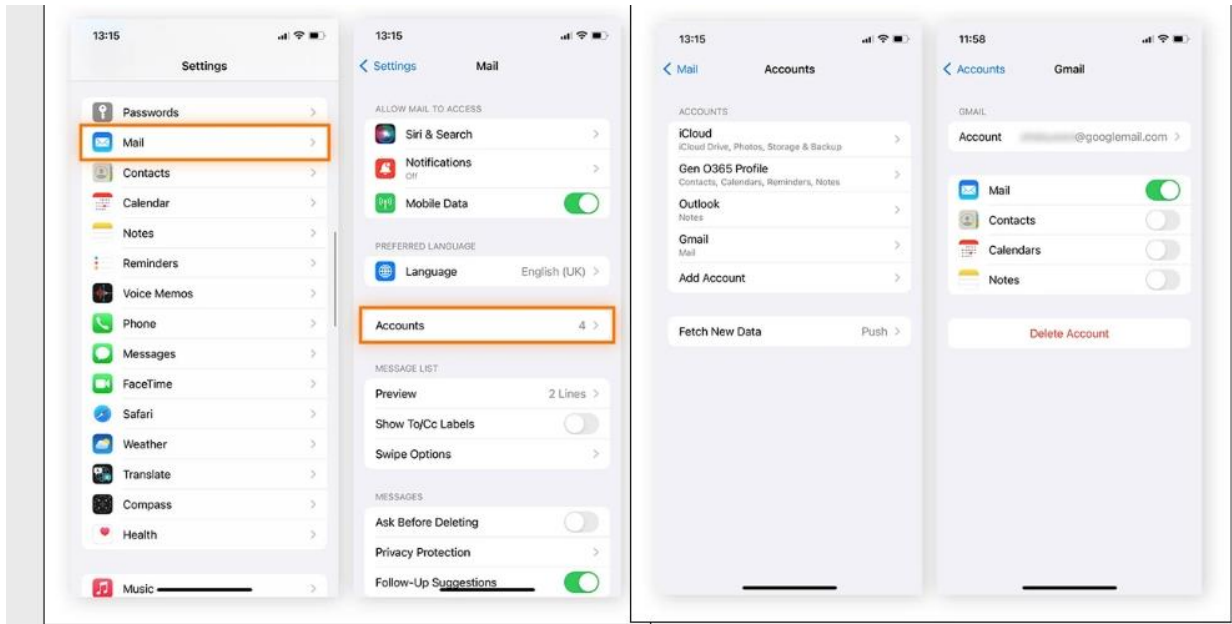 13:15
Settings
Passwords
Mail
Contacts
Calendar
Notes
Reminders
Voice Memos
Phone
Messages
FaceTime
Safari
Weather
Translate
Compass
Health
Music
13:15
Settings Mail
ALLOW MAIL TO ACCESS
Siri & Search
Notifications
Off
Mobile Data
PREFERRED LANGUAGE
Language English (UK)
Accounts 4
MESSAGE LIST
Preview 2 Lines
Show To/Cc Labels
Swipe Options
MESSAGES
Ask Before Deleting
Privacy Protection
Follow-Up Suggestions
13:15
Mail Accounts
ACCOUNTS
iCloud
iCloud Drive, Photos, Storage & Backup
Gen O365 Profile
Contacts, Calendars, Reminders, Notes
Outlook
Notes
Gmail
Mail
Add Account
Fetch New Data Push
11:58
Accounts Gmail
GMAIL
Account @googlemail.com
Mail
Contacts
Calendars
Notes
Delete Account